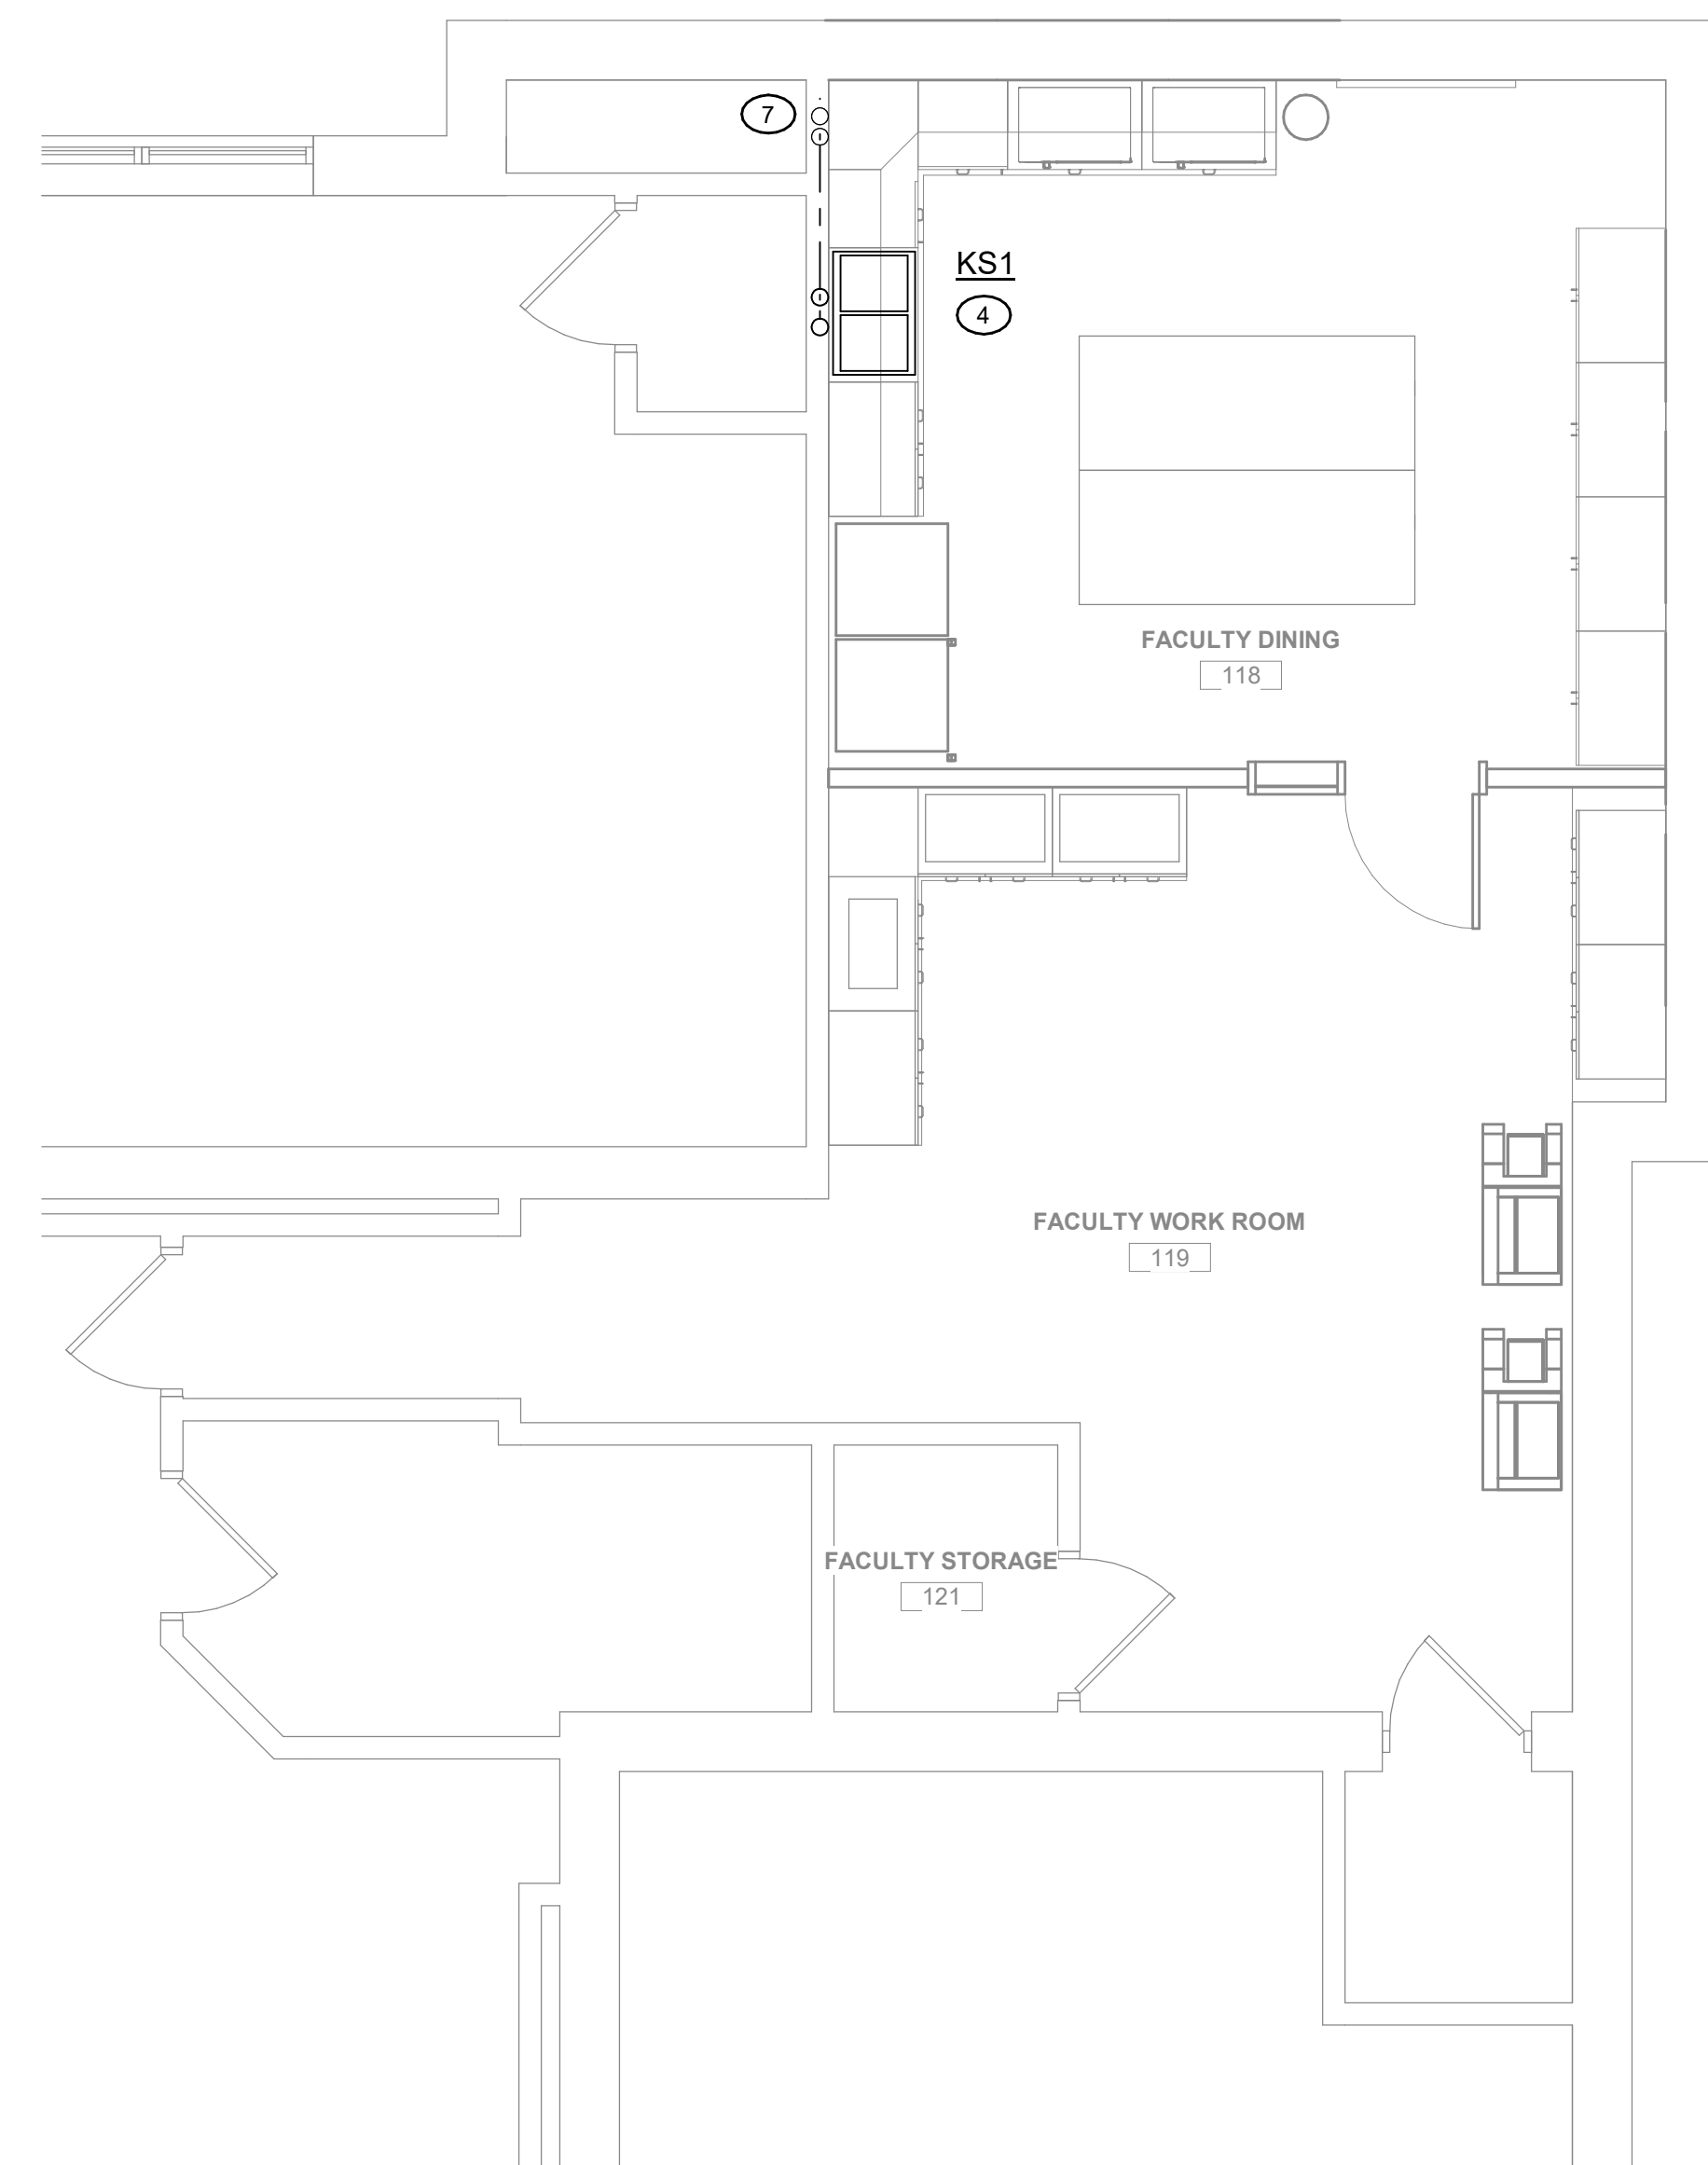 7
KS1
4
FACULTY DINING
118
FACULTY WORK ROOM
119
FACULTY STORAGE
121